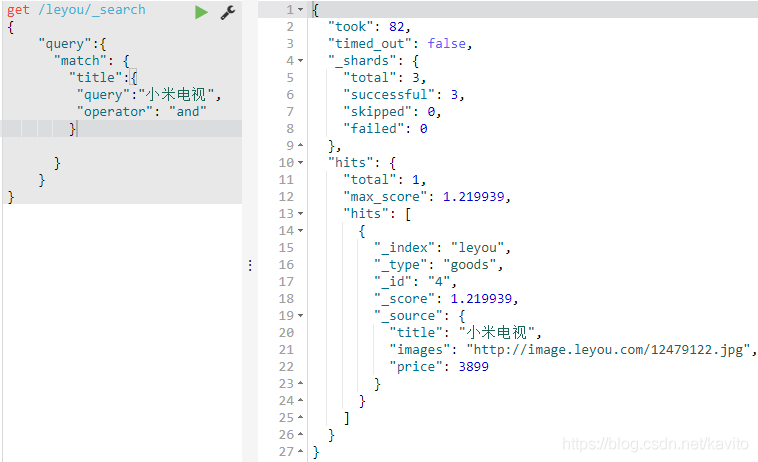 get /leyou/_search
{
"query":{
"match": {
"title":{
"query":"小米电视",
"operator": "and"
}
}
}
}
1 {
2 "took": 82,
3 "timed_out": false,
4 "_shards": {
5 "total": 3,
6 "successful": 3,
7 "skipped": 0,
8 "failed": 0
9 },
10 "hits": {
11 "total": 1,
12 "max_score": 1.219939,
13 "hits": [
14 {
15 "_index": "leyou",
16 "_type": "goods",
17 "_id": "4",
18 "_score": 1.219939,
19 "_source": {
20 "title": "小米电视",
21 "images": "http://image.leyou.com/12479122.jpg",
22 "price": 3899
23 }
24 }
25 ]
26 }
27 }
https://blog.csdn.net/kavito